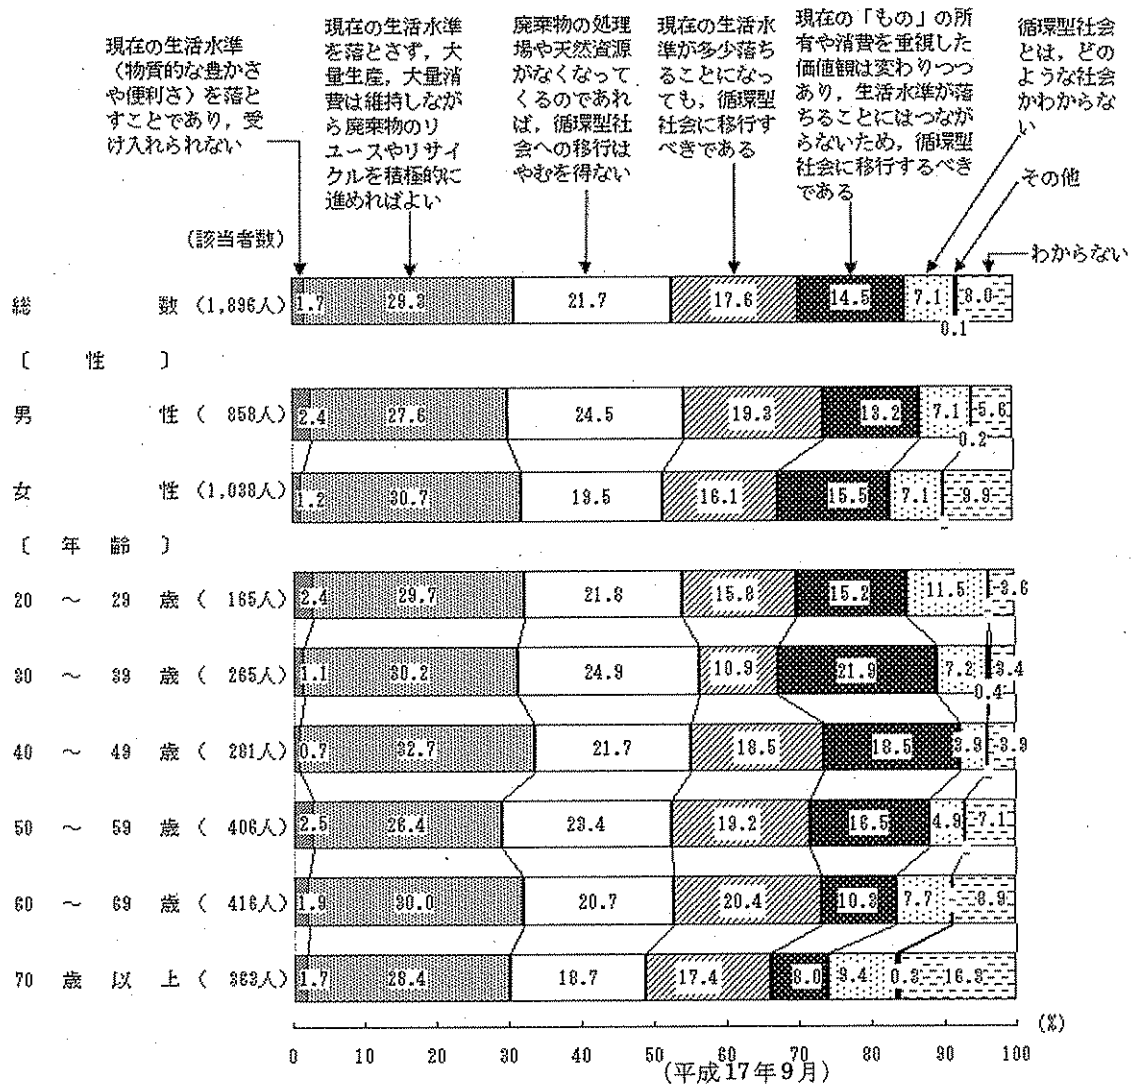 現在の生活水準
（物質的な豊かさ
や便利さ）を落と
すことであり，受
け入れられない
現在の生活水準
を落とさず，大
量生産，大量消
費は維持しなが
ら廃棄物のリ
ユースやリサイ
クルを積極的に
進めればよい
廃棄物の処理
場や天然資源
がなくなって
くるのであれ
ば，循環型社
会への移行は
やむを得ない
現在の生活水
準が多少落ち
ることになっ
ても，循環型
社会に移行す
べきである
現在の「もの」の所
有や消費を重視した
価値観は変わりつつ
あり，生活水準が落
ちることにはつなが
らないため，循環型
社会に移行するべき
である
循環型社会
とは，どの
ような社会
かわからな
い
その他
わからない
(該当者数)
総 数 (1,896人) 1.7 29.3 21.7 17.6 14.5 7.1 0.1 8.0
〔 性 〕
男 性 ( 858人) 2.4 27.6 24.5 19.3 13.2 7.1 0.2 5.6
女 性 (1,038人) 1.2 30.7 19.5 16.1 15.5 7.1 - 9.9
〔 年 齢 〕
20 ～ 29 歳 ( 165人) 2.4 29.7 21.8 15.8 15.2 11.5 3.6
30 ～ 39 歳 ( 265人) 1.1 30.2 24.9 10.9 21.9 7.2 0.4 3.4
40 ～ 49 歳 ( 281人) 0.7 32.7 21.7 18.5 18.5 3.9 3.9
50 ～ 59 歳 ( 406人) 2.5 26.4 23.4 19.2 16.5 4.9 - 7.1
60 ～ 69 歳 ( 416人) 1.9 30.0 20.7 20.4 10.3 7.7 - 8.9
70 歳 以 上 ( 363人) 1.7 28.4 18.7 17.4 8.0 9.4 0.3 16.3
0 10 20 30 40 50 60 70 80 90 100 (%)
(平成17年9月)